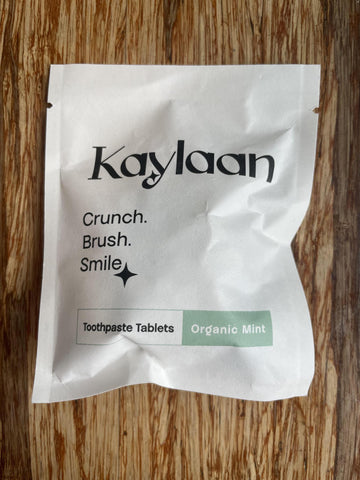 Kaylaan
Crunch.
Brush.
Smile
Toothpaste Tablets
Organic Mint